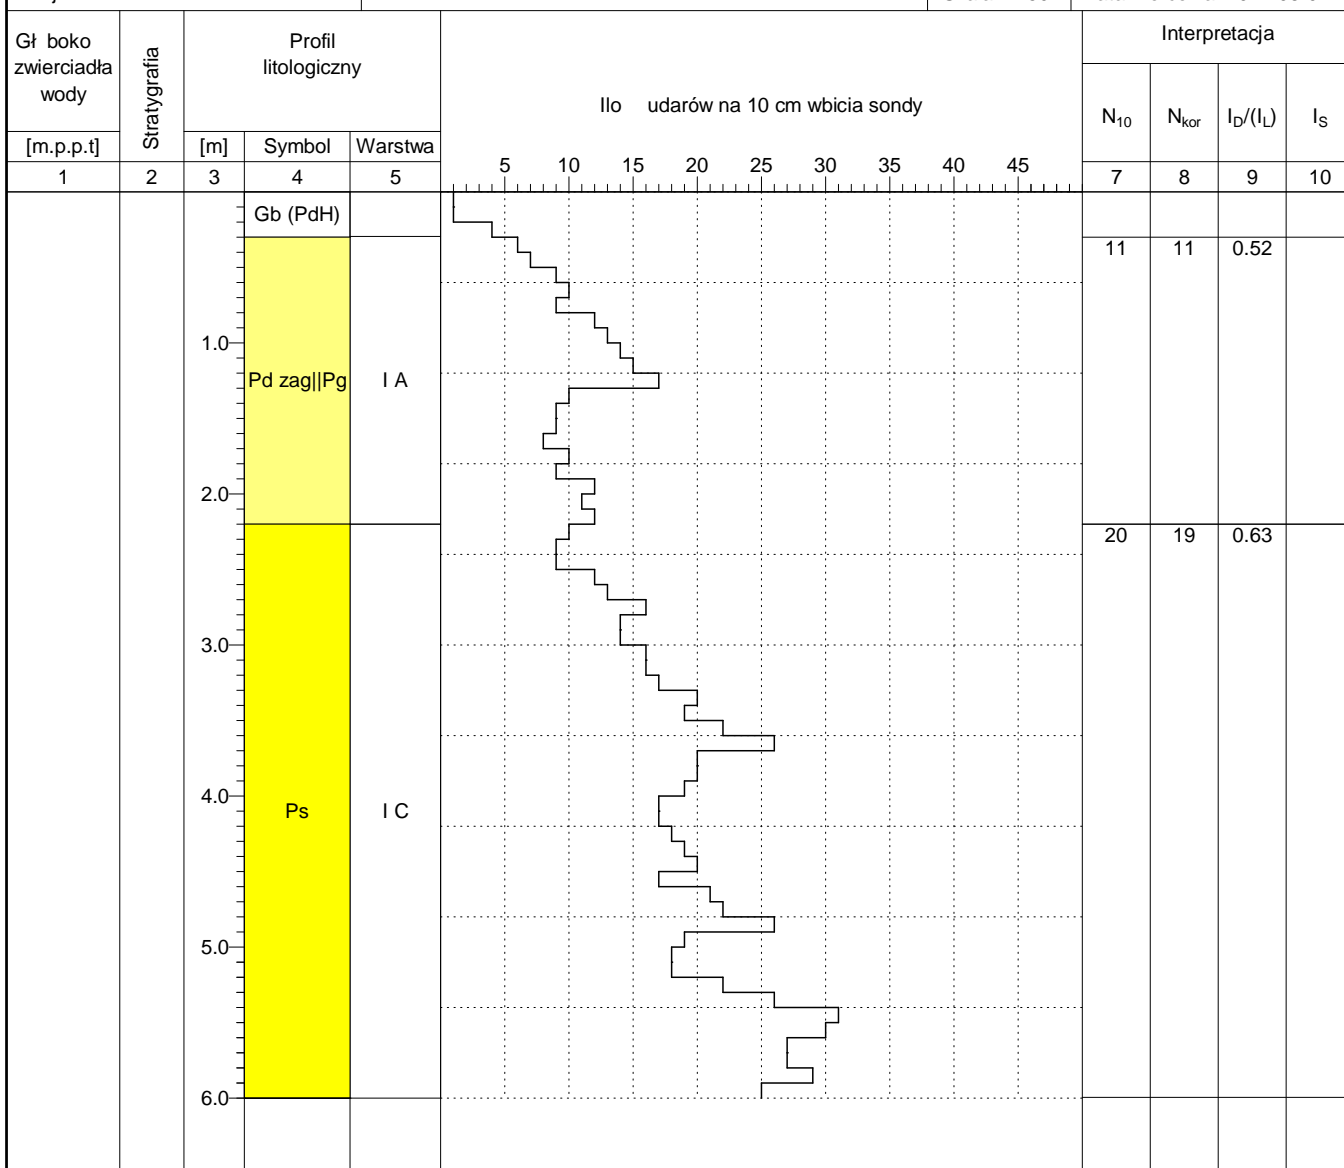 Gł boko
zwierciadła
wody
[m.p.p.t]
Stratygrafia
Profil
litologiczny
[m] Symbol Warstwa
Ilo udarów na 10 cm wbicia sondy
5 10 15 20 25 30 35 40 45
Interpretacja
N₁₀ Nkor I_D/(I_L) I_S
1 2 3 4 5 7 8 9 10
Gb (PdH)
11 11 0.52
1.0
Pd zag||Pg I A
2.0
20 19 0.63
3.0
4.0
Ps I C
5.0
6.0